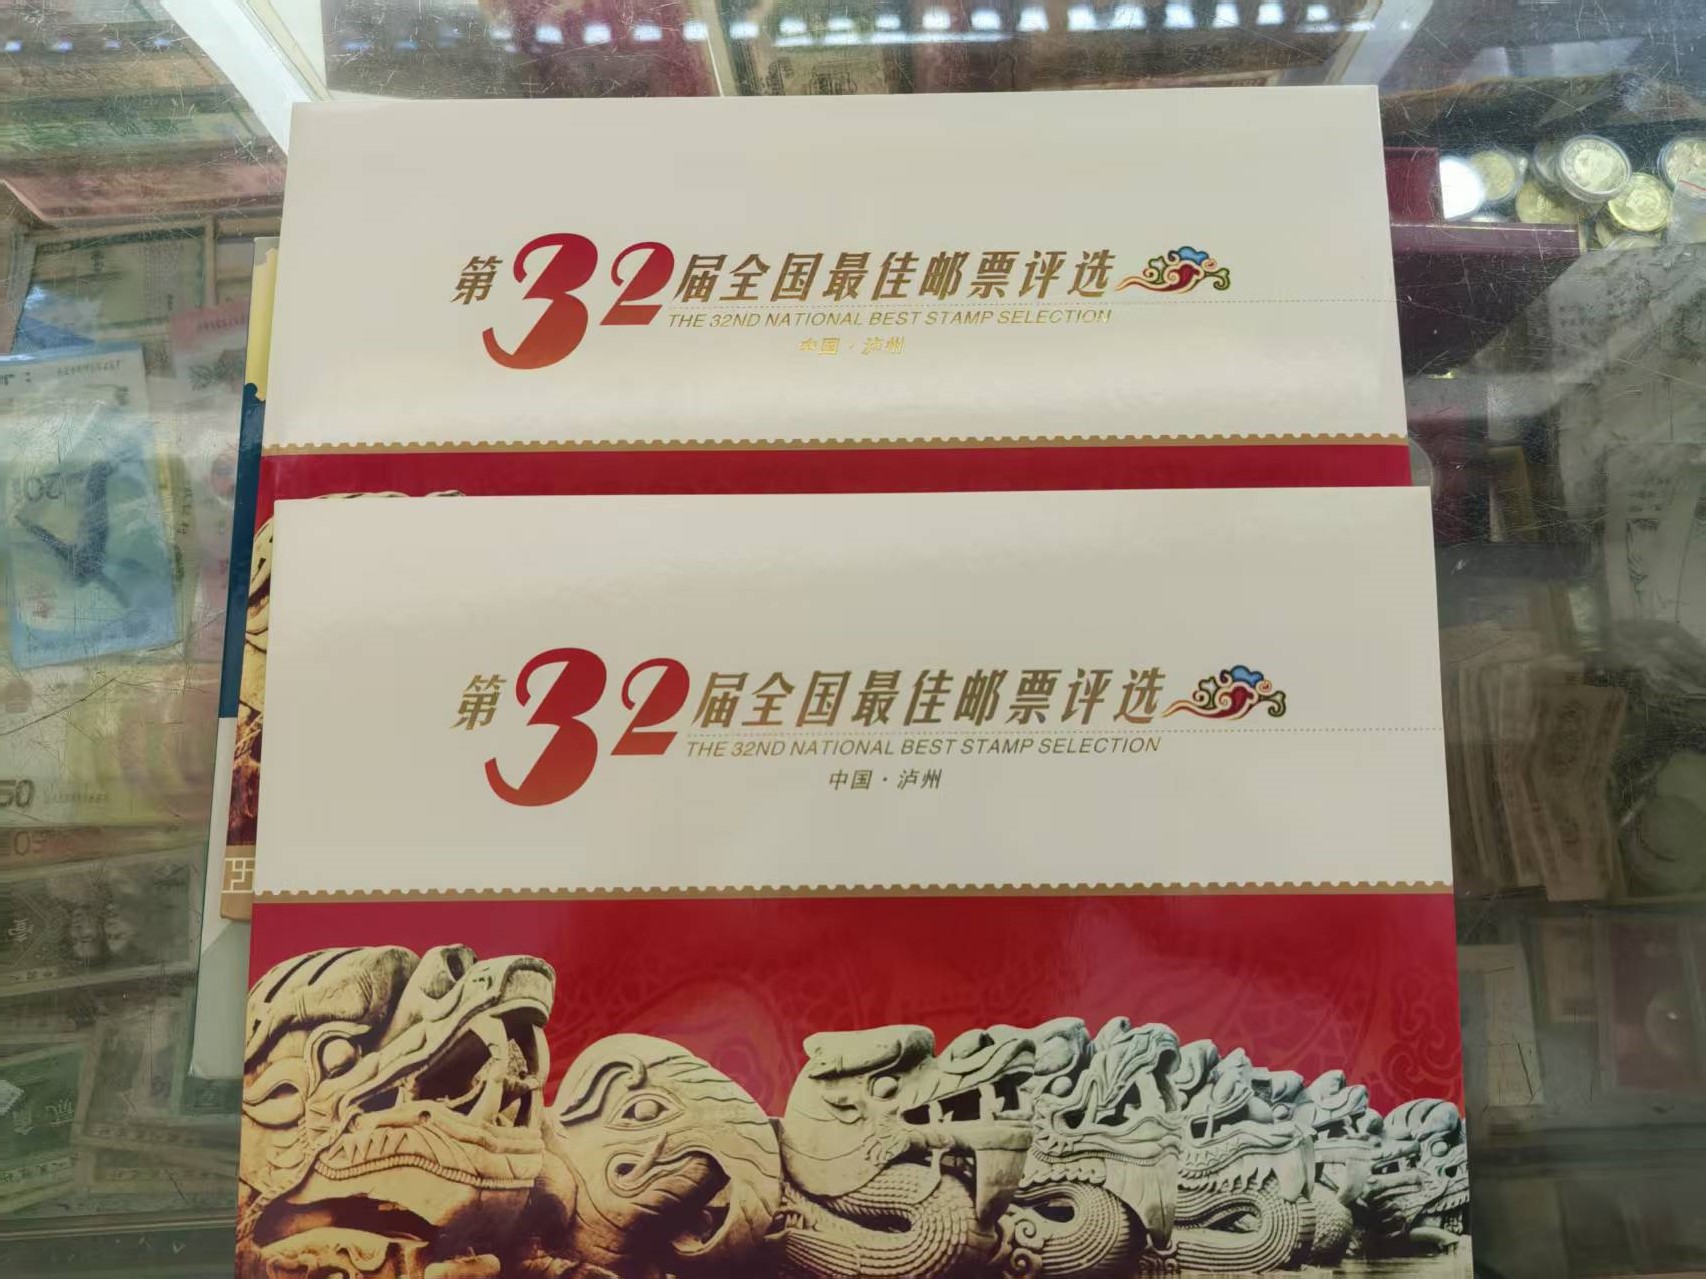 第32届全国最佳邮票评选
THE 32ND NATIONAL BEST STAMP SELECTION
中国·泸州
第32届全国最佳邮票评选
THE 32ND NATIONAL BEST STAMP SELECTION
中国·泸州
20
50